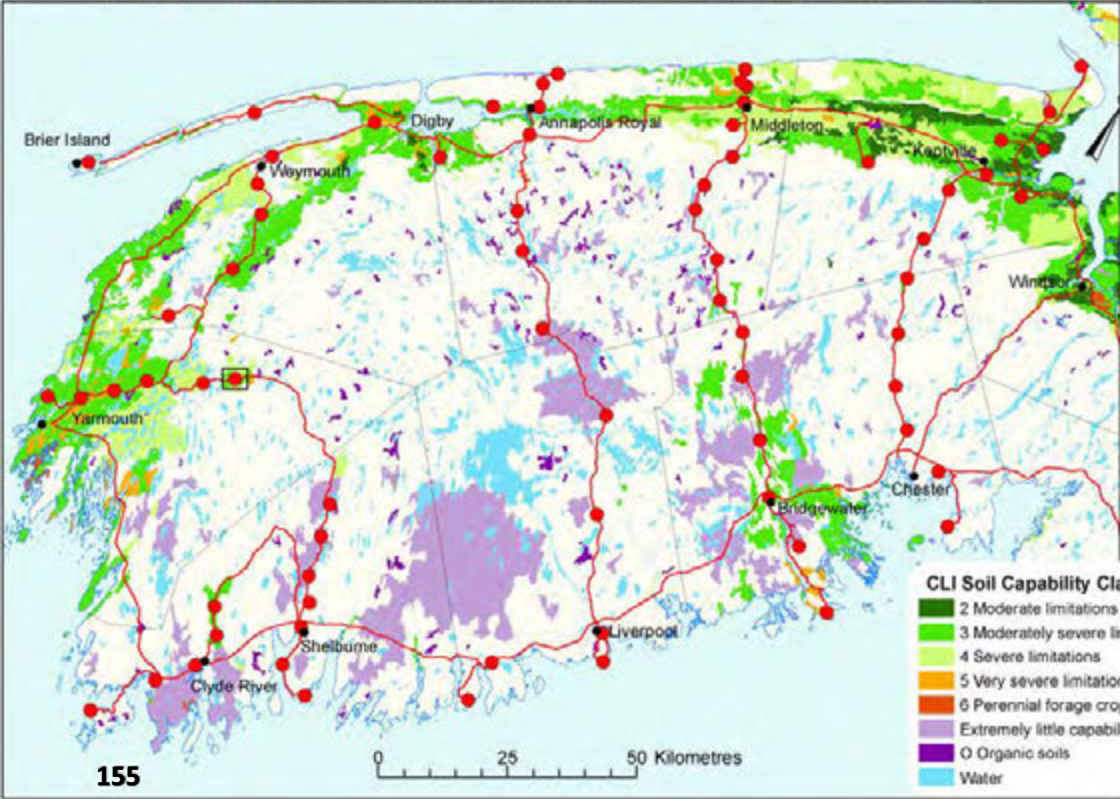 Brier Island
Digby
Annapolis Royal
Middleton
Kentville
Weymouth
Windsor
Yarmouth
Chester
Bridgewater
Shelburne
Liverpool
Clyde River
CLI Soil Capability Cla
2 Moderate limitations
3 Moderately severe li
4 Severe limitations
5 Very severe limitatio
6 Perennial forage cro
Extremely little capabil
O Organic soils
Water
0 25 50 Kilometres
155